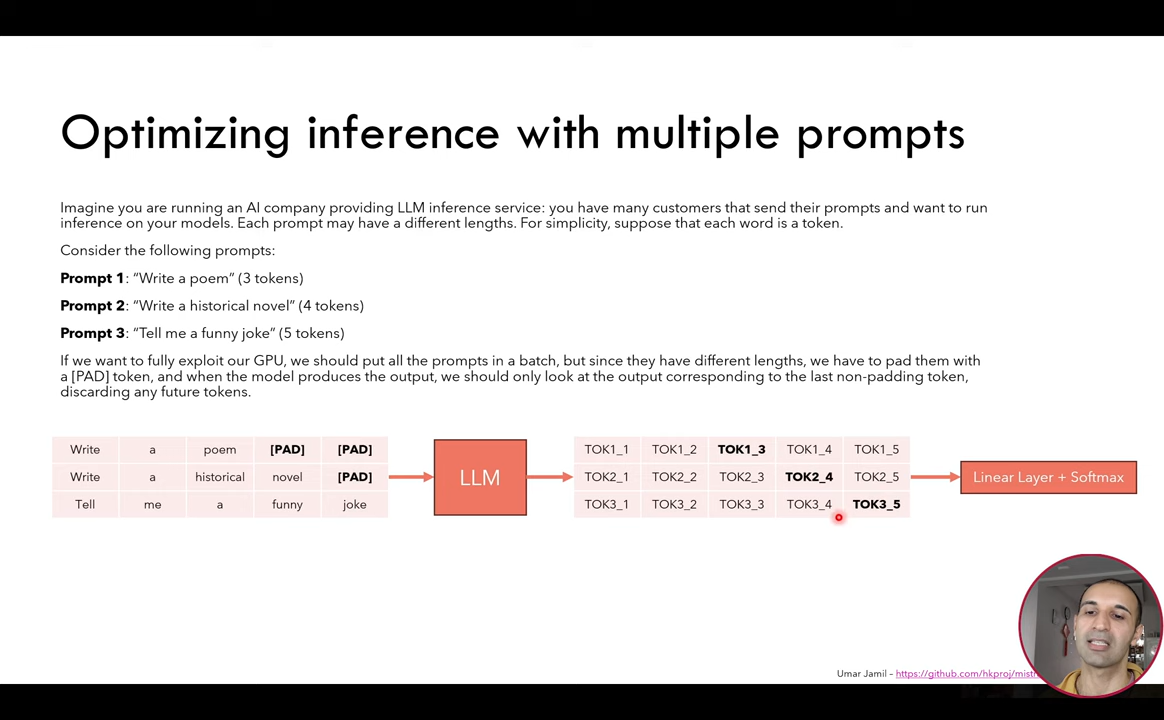 Optimizing inference with multiple prompts
Imagine you are running an AI company providing LLM inference service: you have many customers that send their prompts and want to run
inference on your models. Each prompt may have a different lengths. For simplicity, suppose that each word is a token.
Consider the following prompts:
Prompt 1: “Write a poem” (3 tokens)
Prompt 2: “Write a historical novel” (4 tokens)
Prompt 3: “Tell me a funny joke” (5 tokens)
If we want to fully exploit our GPU, we should put all the prompts in a batch, but since they have different lengths, we have to pad them with
a [PAD] token, and when the model produces the output, we should only look at the output corresponding to the last non-padding token,
discarding any future tokens.
Write a poem [PAD] [PAD]
Write a historical novel [PAD]
Tell me a funny joke
LLM
TOK1_1 TOK1_2 TOK1_3 TOK1_4 TOK1_5
TOK2_1 TOK2_2 TOK2_3 TOK2_4 TOK2_5
TOK3_1 TOK3_2 TOK3_3 TOK3_4 TOK3_5
Linear Layer + Softmax
Umar Jamil – https://github.com/hkproj/mist